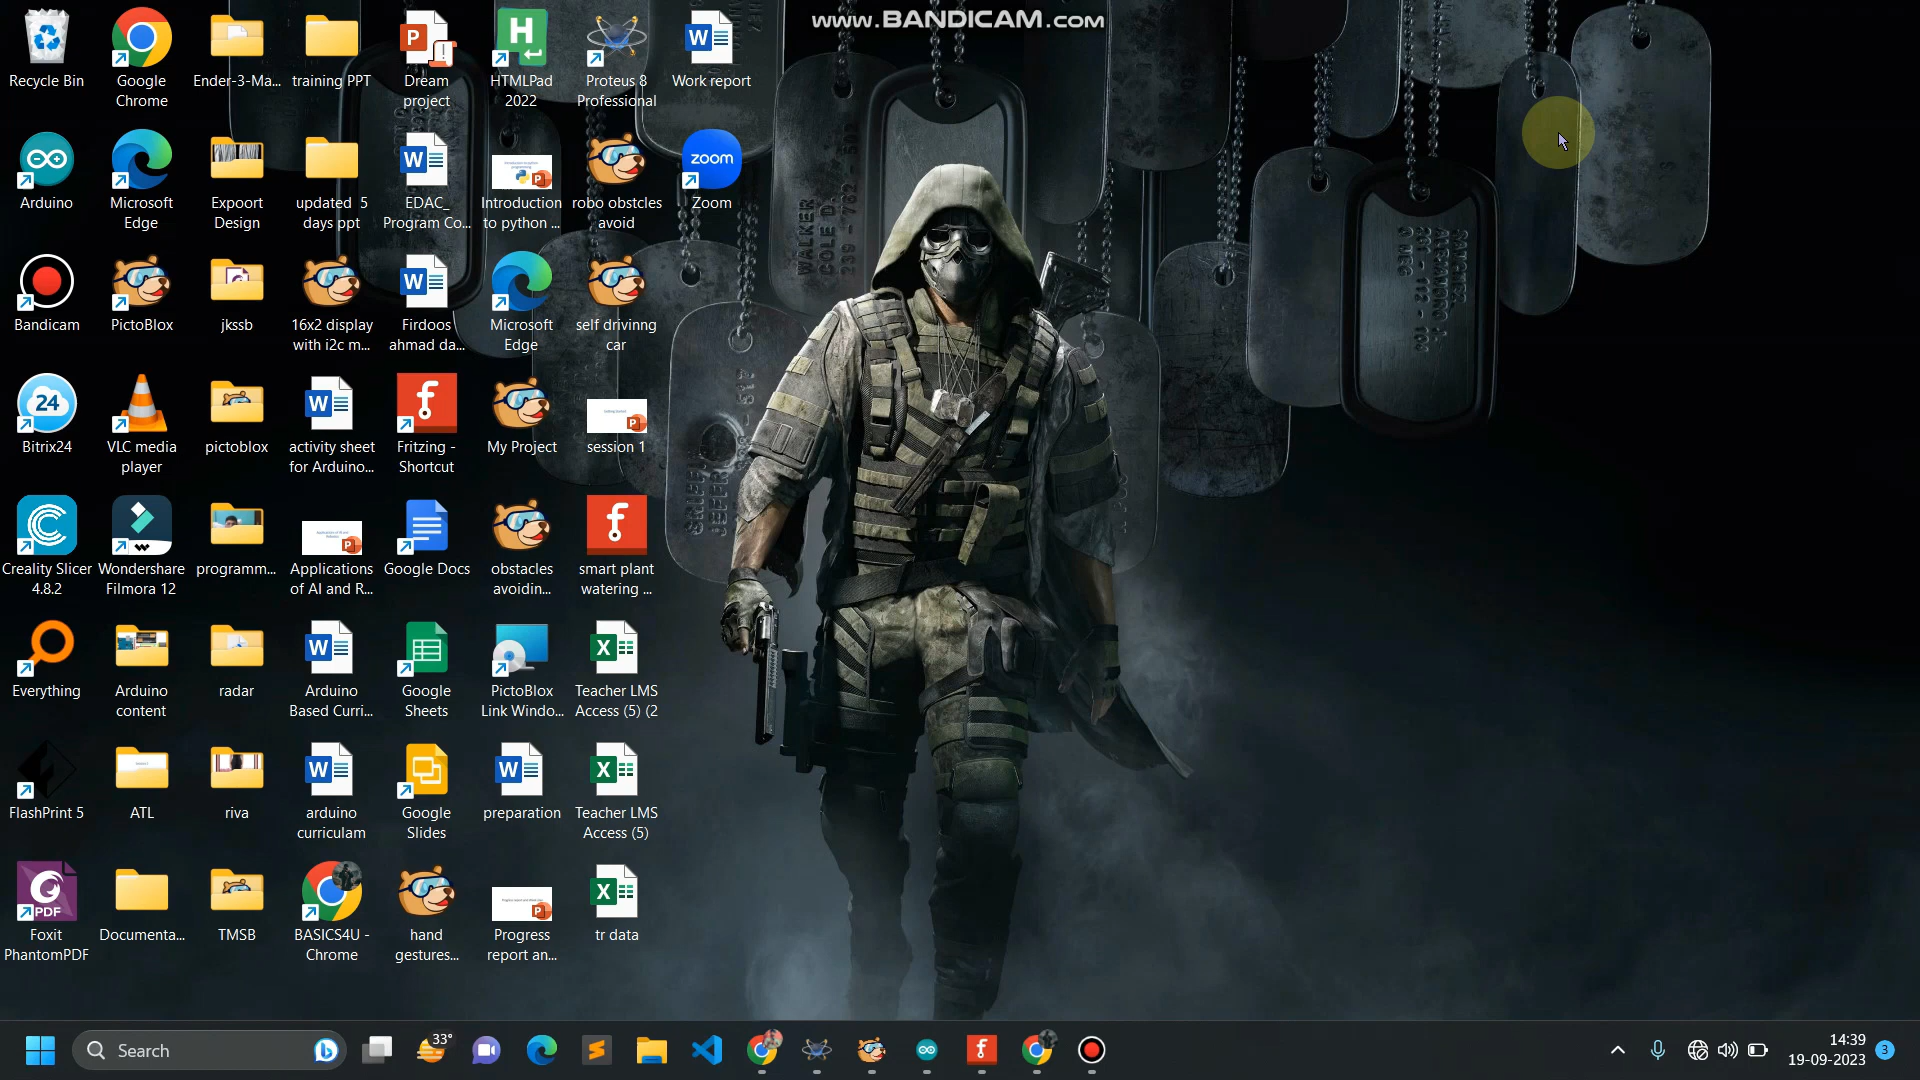 www.BANDICAM.com
Recycle Bin
Google
Chrome
Ender-3-Ma...
training PPT
Dream
project
HTMLPad
2022
Proteus 8
Professional
Work report
Arduino
Microsoft
Edge
Expoort
Design
updated 5
days ppt
EDAC_
Program Co...
Introduction
to python ...
robo obstcles
avoid
zoom
Zoom
Bandicam
PictoBlox
jkssb
16x2 display
with i2c m...
Firdoos
ahmad da...
Microsoft
Edge
self drivinng
car
24
Bitrix24
VLC media
player
pictoblox
activity sheet
for Arduino...
Fritzing -
Shortcut
My Project
session 1
Creality Slicer
4.8.2
Wondershare
Filmora 12
programm...
Applications
of AI and R...
Google Docs
obstacles
avoidin...
smart plant
watering ...
Everything
Arduino
content
radar
Arduino
Based Curri...
Google
Sheets
PictoBlox
Link Windo...
Teacher LMS
Access (5) (2
FlashPrint 5
ATL
riva
arduino
curriculam
Google
Slides
preparation
Teacher LMS
Access (5)
PDF
Foxit
PhantomPDF
Documenta...
TMSB
BASICS4U -
Chrome
hand
gestures...
Progress
report an...
tr data
WALKER
COLE D.
Search
33°
14:39
19-09-2023
3